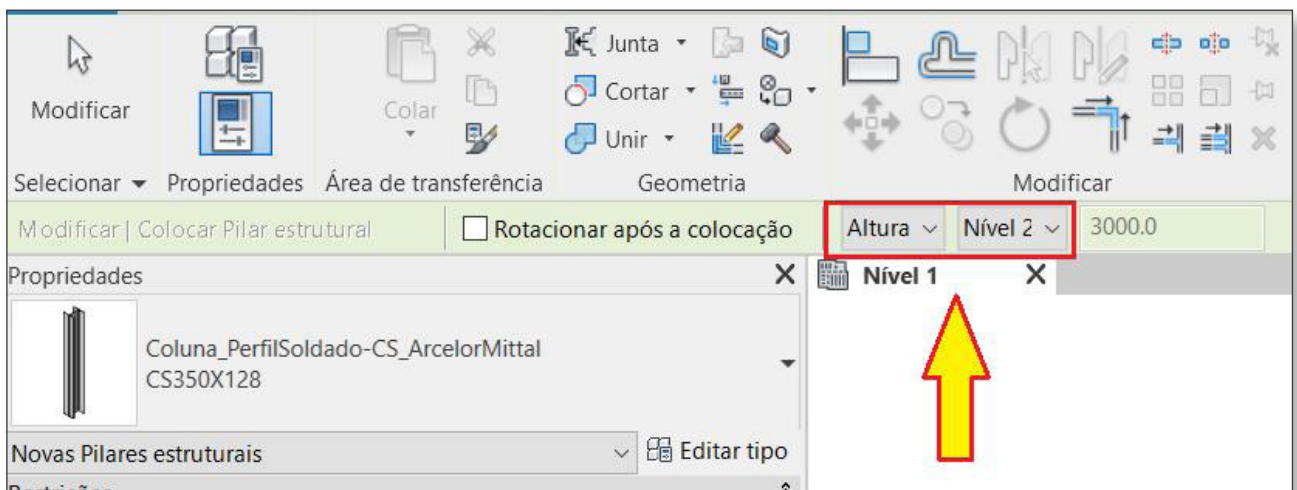 Junta
Modificar
Colar
Cortar
Unir
Selecionar Propriedades Área de transferência Geometria Modificar
Modificar | Colocar Pilar estrutural Rotacionar após a colocação Altura Nível 2 3000.0
Propriedades X Nível 1 X
Coluna_PerfilSoldado-CS_ArcelorMittal
CS350X128
Novas Pilares estruturais Editar tipo